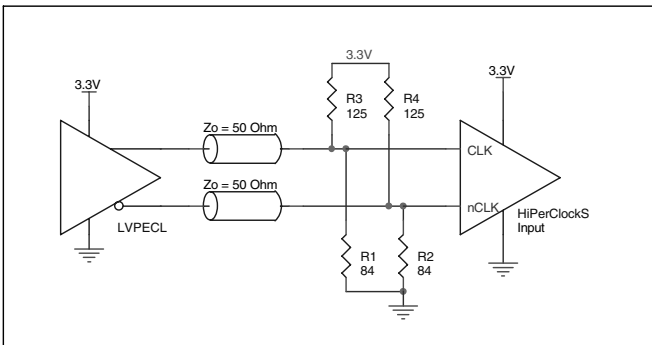 3.3V
3.3V
3.3V
R3
125
R4
125
Zo = 50 Ohm
CLK
Zo = 50 Ohm
nCLK
HiPerClockS
Input
LVPECL
R1
84
R2
84